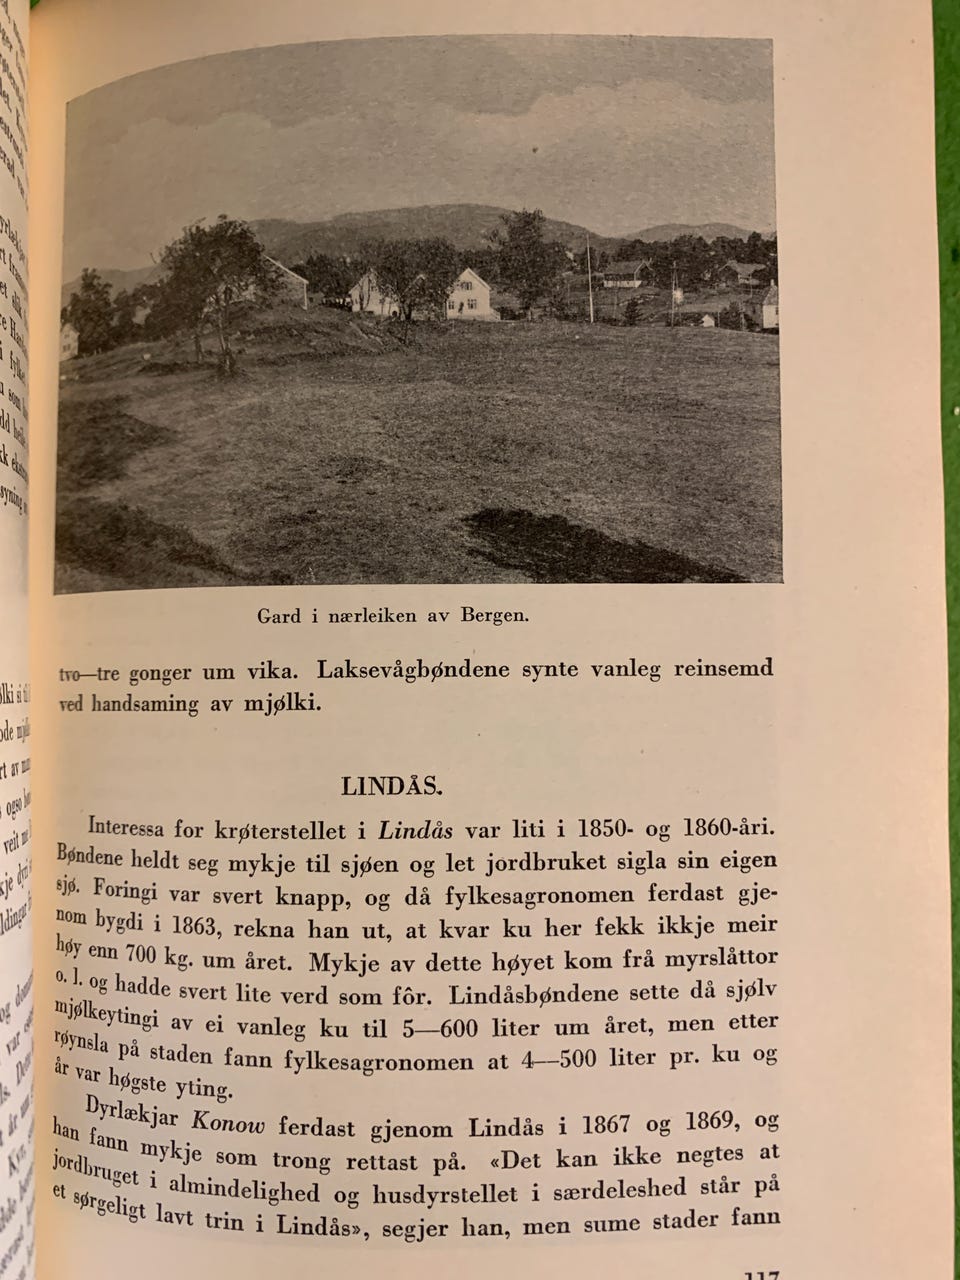 Gard i nærleiken av Bergen.
tvo—tre gonger um vika. Laksevågbøndene synte vanleg reinsemd
ved handsaming av mjølki.
LINDÅS.
Interessa for krøterstellet i Lindås var liti i 1850- og 1860-åri.
Bøndene heldt seg mykje til sjøen og let jordbruket sigla sin eigen
sjø. Foringi var svert knapp, og då fylkesagronomen ferdast gje-
nom bygdi i 1863, rekna han ut, at kvar ku her fekk ikkje meir
høy enn 700 kg. um året. Mykje av dette høyet kom frå myrslåttor
o. l. og hadde svert lite verd som fôr. Lindåsbøndene sette då sjølv
mjølkeytingi av ei vanleg ku til 5—600 liter um året, men etter
røynsla på staden fann fylkesagronomen at 4—500 liter pr. ku og
år var høgste yting.
Dyrlækjar Konow ferdast gjenom Lindås i 1867 og 1869, og
han fann mykje som trong rettast på. «Det kan ikke negtes at
jordbruget i almindelighed og husdyrstellet i særdeleshed står på
et sørgeligt lavt trin i Lindås», segjer han, men sume stader fann
117